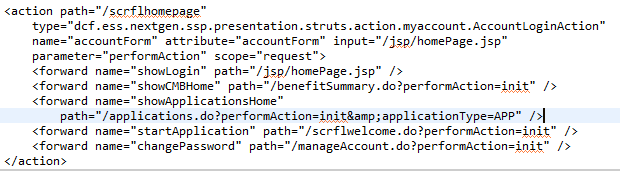 <action path="/scrflhomepage"
type="dcf.ess.nextgen.ssp.presentation.struts.action.myaccount.AccountLoginAction"
name="accountForm" attribute="accountForm" input="/jsp/homePage.jsp"
parameter="performAction" scope="request">
<forward name="showLogin" path="/jsp/homePage.jsp" />
<forward name="showCMBHome" path="/benefitSummary.do?performAction=init" />
<forward name="showApplicationsHome"
path="/applications.do?performAction=init&amp;applicationType=APP" />
<forward name="startApplication" path="/scrflwelcome.do?performAction=init" />
<forward name="changePassword" path="/manageAccount.do?performAction=init" />
</action>